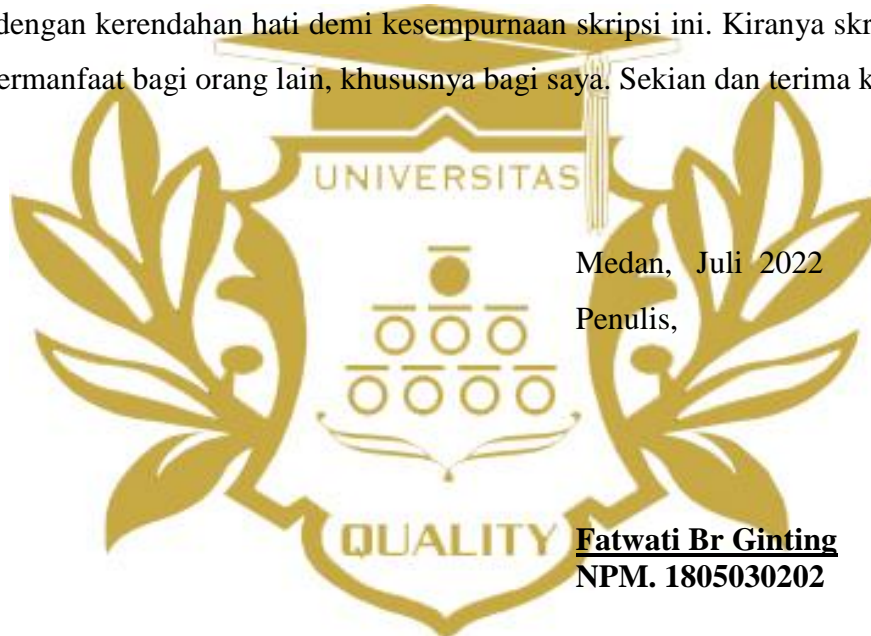 dengan kerendahan hati demi kesempurnaan skripsi ini. Kiranya skr
ermanfaat bagi orang lain, khususnya bagi saya. Sekian dan terima k
UNIVERSITAS
Medan, Juli 2022
Penulis,
QUALITY
Fatwati Br Ginting
NPM. 1805030202